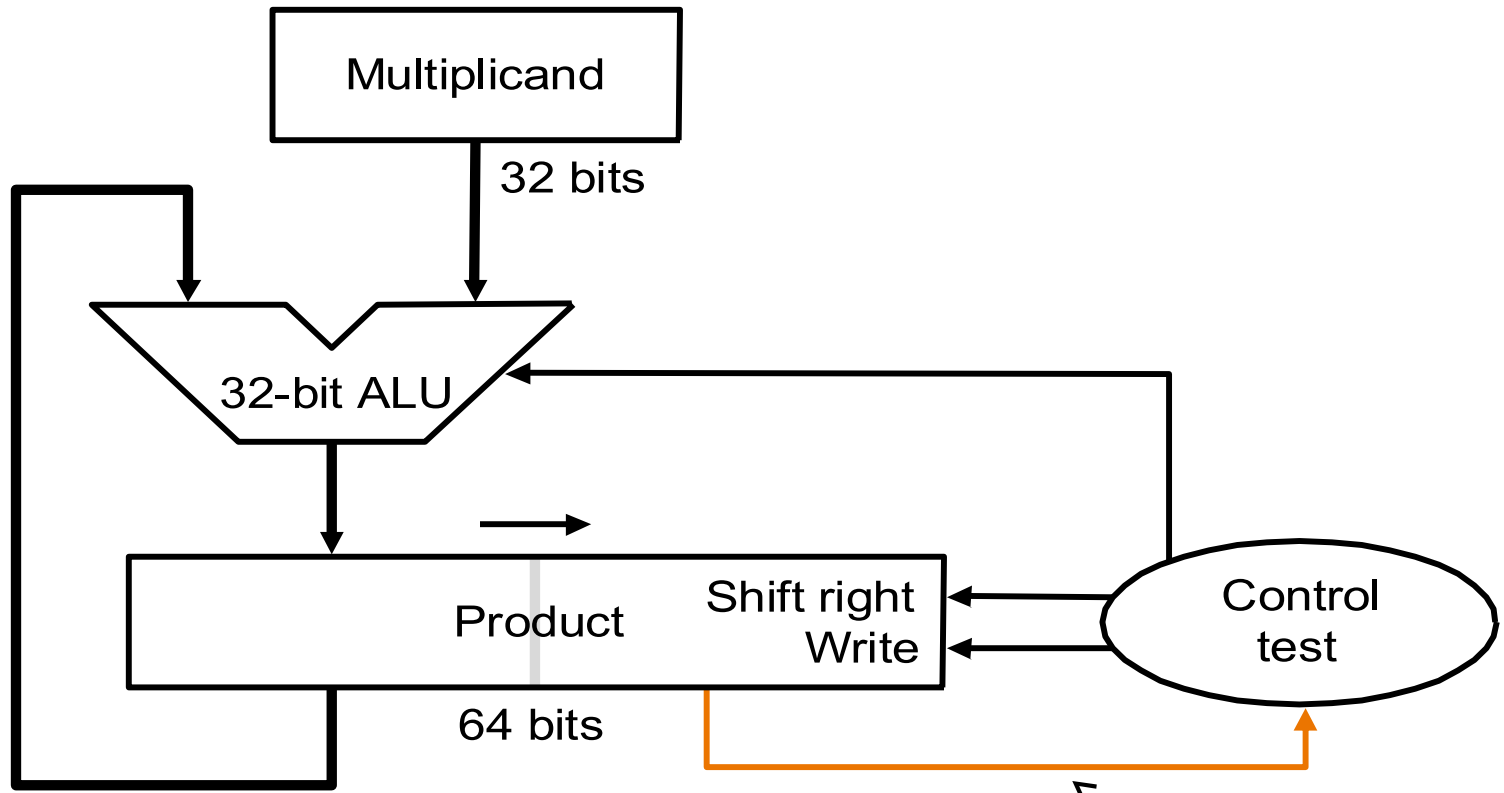 Multiplicand
32 bits
32-bit ALU
Product
Shift right
Write
Control
test
64 bits